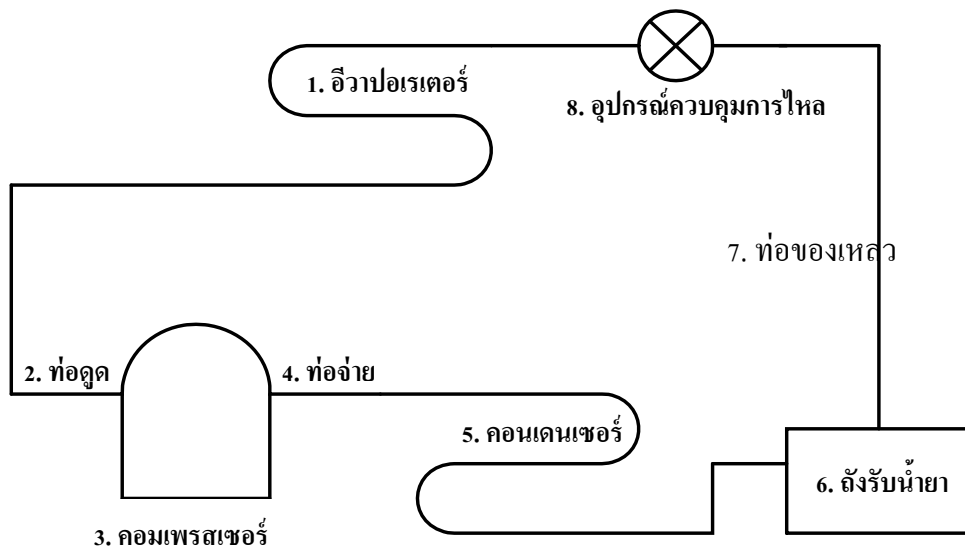 1. อีวาปอเรเตอร์
8. อุปกรณ์ควบคุมการไหล
7. ท่อของเหลว
2. ท่อดูด
4. ท่อจ่าย
5. คอนเดนเซอร์
6. ถังรับน้ำยา
3. คอมเพรสเซอร์